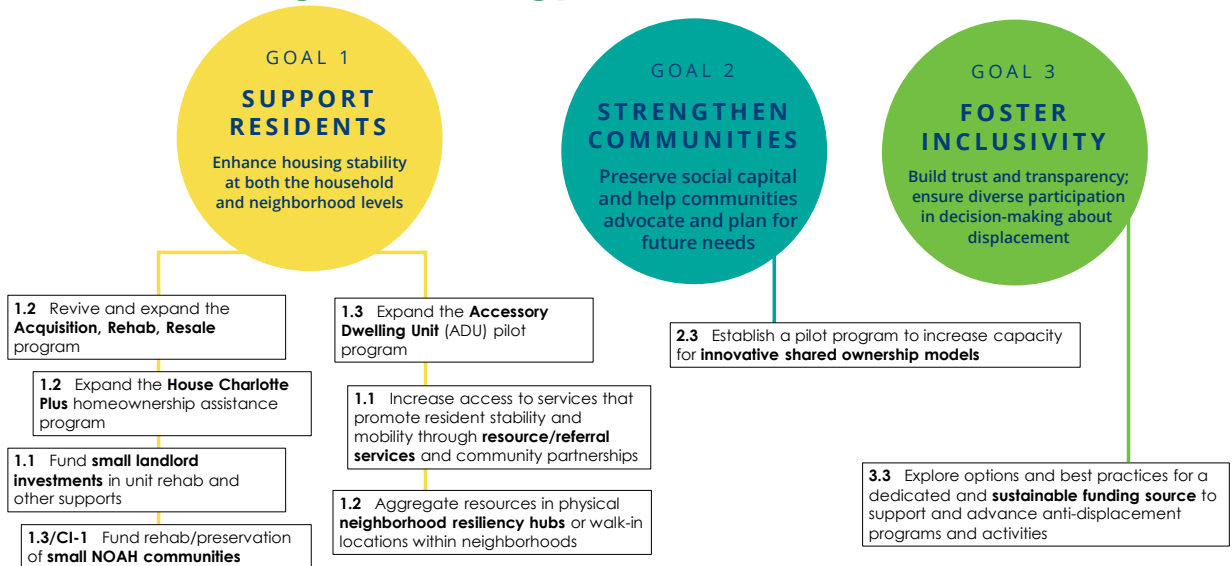 GOAL 1
SUPPORT
RESIDENTS
Enhance housing stability
at both the household
and neighborhood levels
GOAL 2
STRENGTHEN
COMMUNITIES
Preserve social capital
and help communities
advocate and plan for
future needs
GOAL 3
FOSTER
INCLUSIVITY
Build trust and transparency;
ensure diverse participation
in decision-making about
displacement
1.2 Revive and expand the
Acquisition, Rehab, Resale
program
1.2 Expand the House Charlotte
Plus homeownership assistance
program
1.1 Fund small landlord
investments in unit rehab and
other supports
1.3/CI-1 Fund rehab/preservation
of small NOAH communities
1.3 Expand the Accessory
Dwelling Unit (ADU) pilot
program
1.1 Increase access to services that
promote resident stability and
mobility through resource/referral
services and community partnerships
1.2 Aggregate resources in physical
neighborhood resiliency hubs or walk-in
locations within neighborhoods
2.3 Establish a pilot program to increase capacity
for innovative shared ownership models
3.3 Explore options and best practices for a
dedicated and sustainable funding source to
support and advance anti-displacement
programs and activities